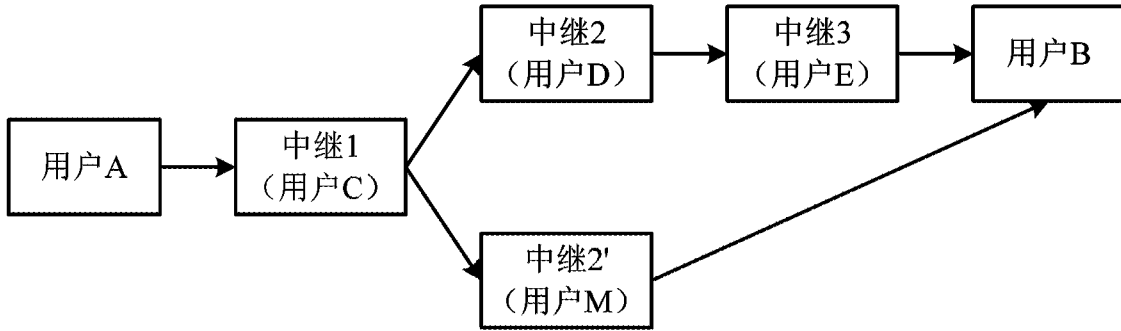 用户A
中继1
（用户C）
中继2
（用户D）
中继3
（用户E）
用户B
中继2'
（用户M）